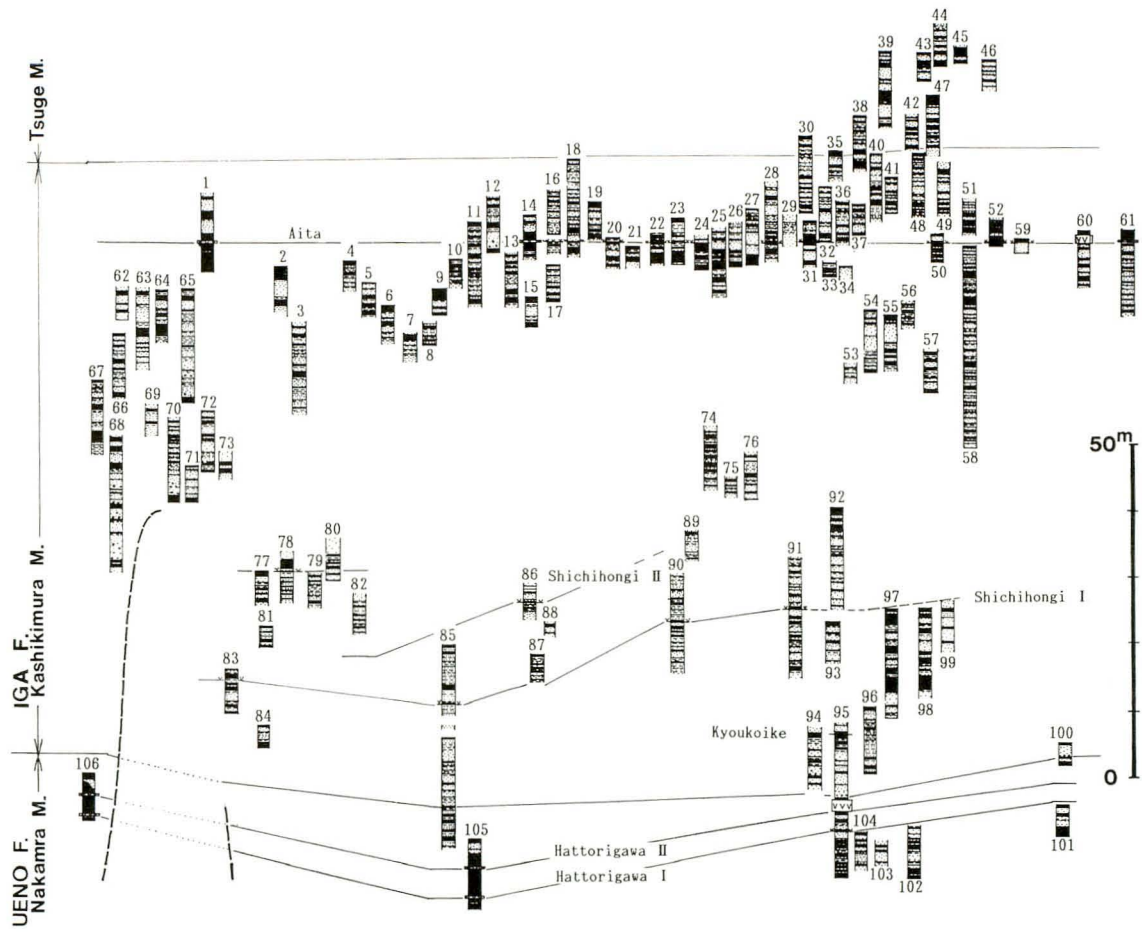 Tsuge M.
IGA F.
Kashikimura M.
UENO F.
Nakamira M.
44
39 43 45 46
47
38 42
30 35
18 40
1 12 16 28 41
14 19 27 29 36 51
11 23 26 52
Aita 13 20 21 22 24 25 37 48 49 59 60 61
10 32 50
2 4 31 33
62 63 64 65 5 9 15 17 34
3 6 54 55 56
7 8 53 57
67 66 69
68 70 72 74 58 50m
71 73 75 76
92
77 78 79 80 89
86 Shichihongi II 90 91
82 88 97 Shichihongi I
81 85 87 93 99
83 98
84 94 95 96
Kyoukoike 100
106 0
vvv
105 104 101
Hattorigawa II 103
Hattorigawa I 102